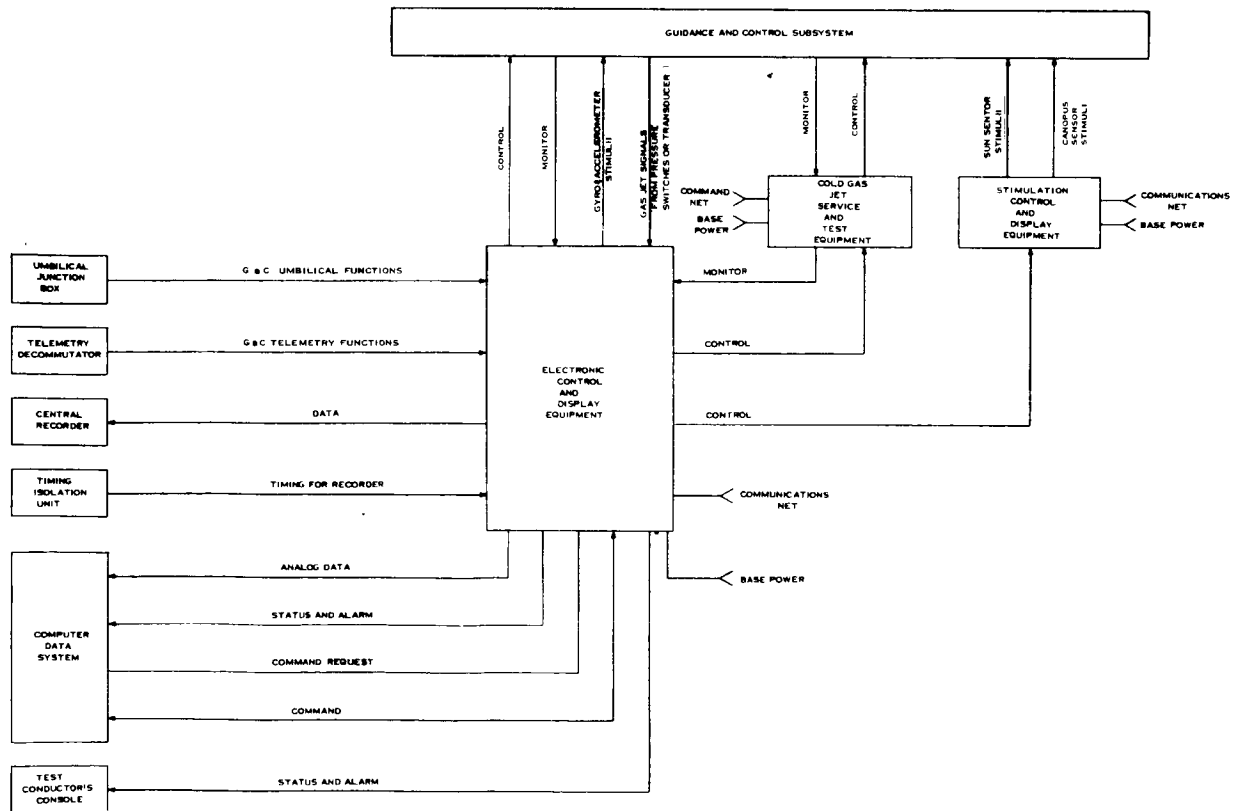 GUIDANCE AND CONTROL SUBSYSTEM
CONTROL
MONITOR
GYRO & ACCELEROMETER
STIMULI
GAS JET SIGNALS
FROM PRESSURE
SWITCHES OR TRANSDUCER
MONITOR
CONTROL
SUN SENTOR
STIMULII
CANOPUS
SENSOR
STIMULI
COMMAND
NET
BASE
POWER
COLD GAS
JET
SERVICE
AND
TEST
EQUIPMENT
STIMULATION
CONTROL
AND
DISPLAY
EQUIPMENT
COMMUNICATIONS
NET
BASE POWER
UMBILICAL
JUNCTION
BOX
G & C UMBILICAL FUNCTIONS
MONITOR
TELEMETRY
DECOMMUTATOR
G & C TELEMETRY FUNCTIONS
CONTROL
ELECTRONIC
CONTROL
AND
DISPLAY
EQUIPMENT
CENTRAL
RECORDER
DATA
CONTROL
TIMING
ISOLATION
UNIT
TIMING FOR RECORDER
COMMUNICATIONS
NET
ANALOG DATA
BASE POWER
STATUS AND ALARM
COMPUTER
DATA
SYSTEM
COMMAND REQUEST
COMMAND
TEST
CONDUCTOR'S
CONSOLE
STATUS AND ALARM